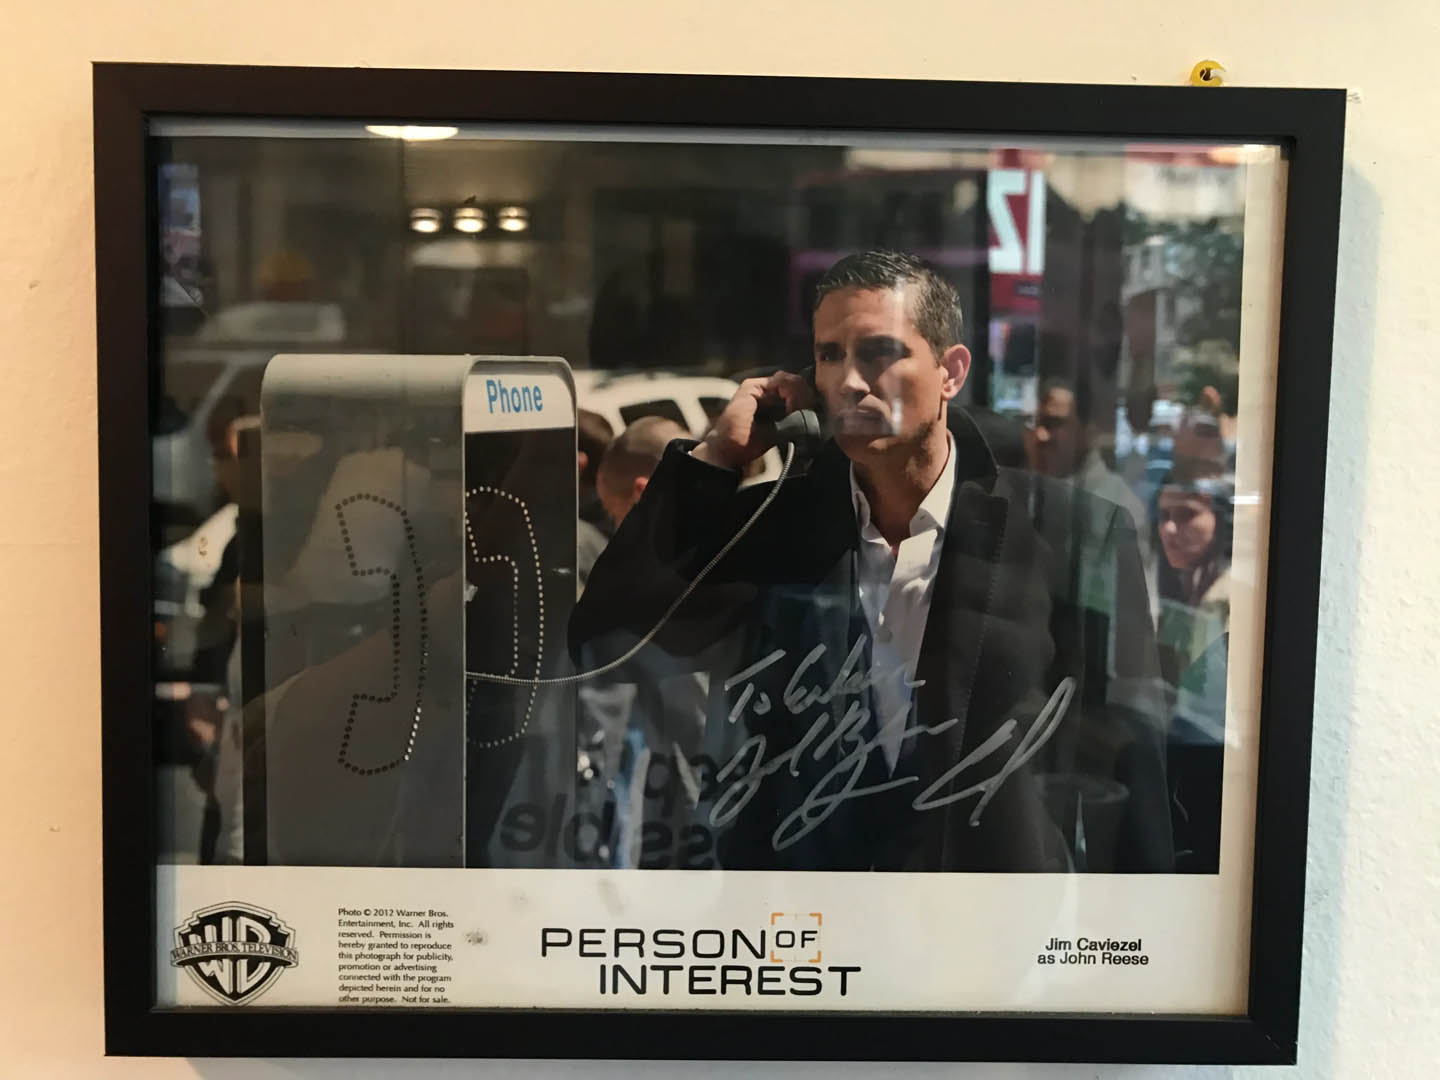 Phone
To
WB
WARNER BROS. TELEVISION
Photo © 2012 Warner Bros.
Entertainment, Inc. All rights
reserved. Permission is
hereby granted to reproduce
this photograph for publicity,
promotion or advertising
connected with the program
depicted herein and for no
other purpose. Not for sale.
PERSON OF
INTEREST
Jim Caviezel
as John Reese